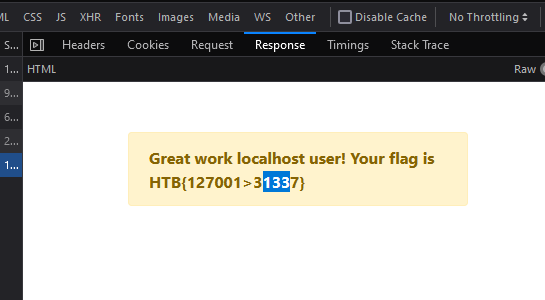 ML CSS JS XHR Fonts Images Media WS Other Disable Cache No Throttling
S... Headers Cookies Request Response Timings Stack Trace
1... HTML Raw
9...
6...
2...
1...
Great work localhost user! Your flag is
HTB{127001>31337}